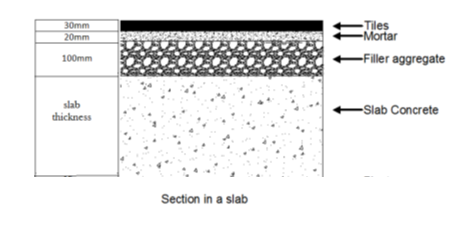 30mm
Tiles
20mm
Mortar
100mm
Filler aggregate
slab
thickness
Slab Concrete
Section in a slab